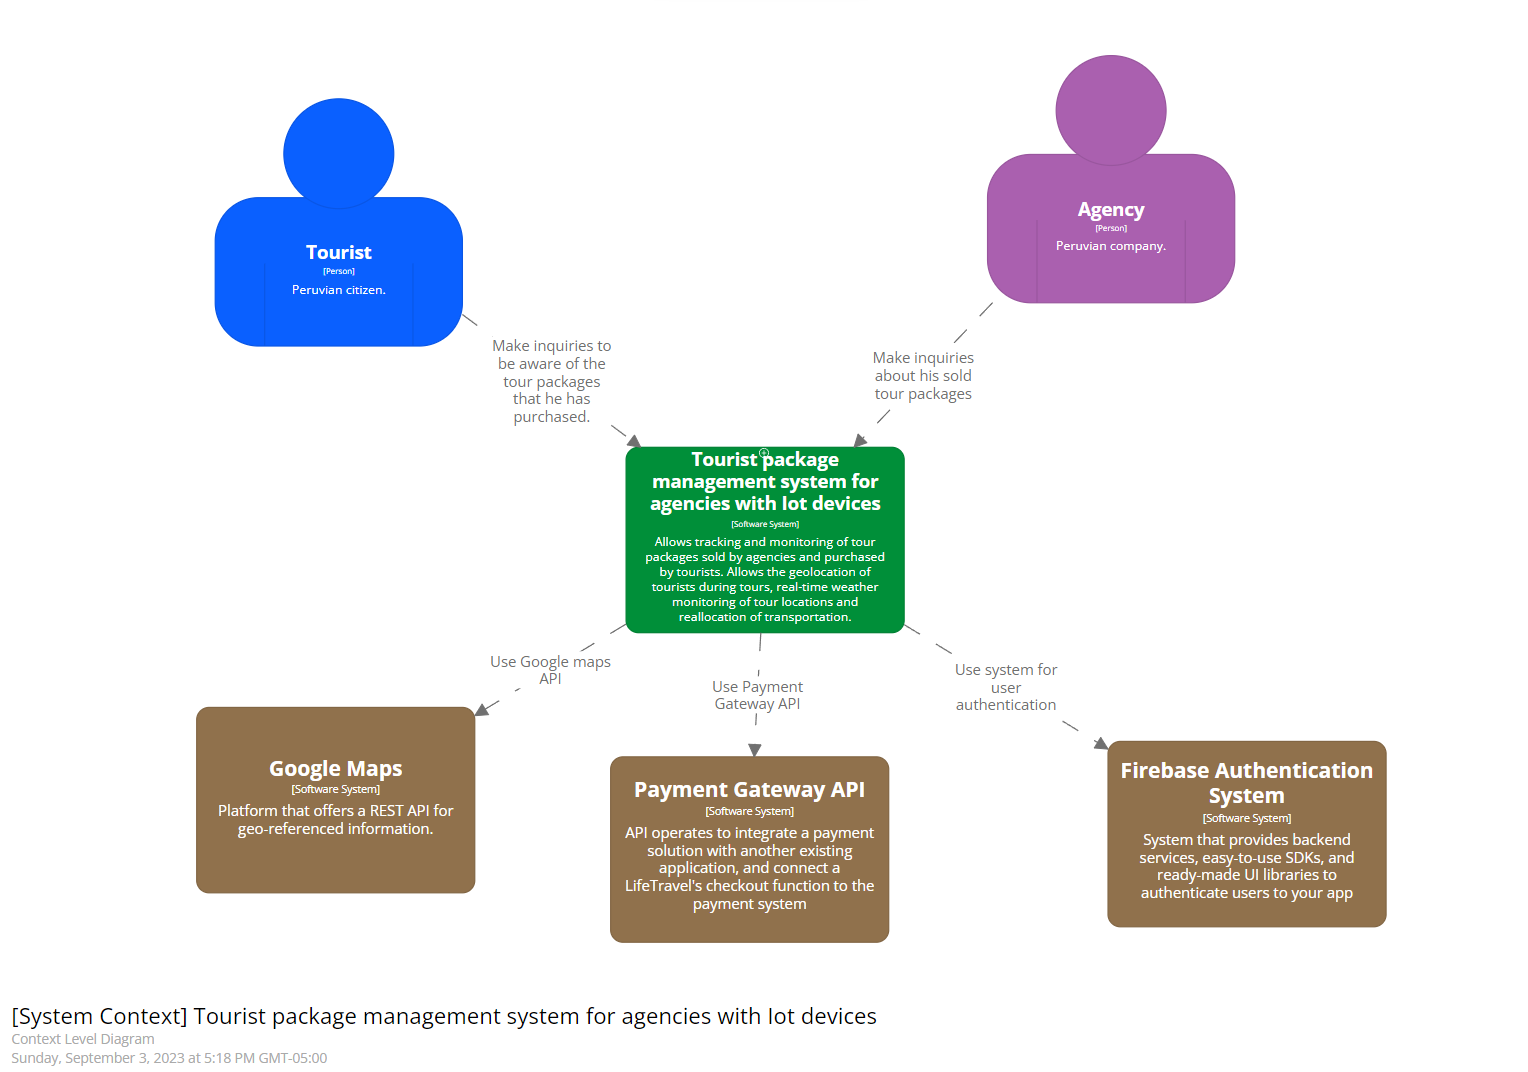 Agency
[Person]
Peruvian company.
Tourist
[Person]
Peruvian citizen.
Make inquiries to
be aware of the
tour packages
that he has
purchased.
Make inquiries
about his sold
tour packages
Tourist package
management system for
agencies with Iot devices
[Software System]
Allows tracking and monitoring of tour
packages sold by agencies and purchased
by tourists. Allows the geolocation of
tourists during tours, real-time weather
monitoring of tour locations and
reallocation of transportation.
Use Google maps
API
Use Payment
Gateway API
Use system for
user
authentication
Google Maps
[Software System]
Platform that offers a REST API for
geo-referenced information.
Payment Gateway API
[Software System]
API operates to integrate a payment
solution with another existing
application, and connect a
LifeTravel's checkout function to the
payment system
Firebase Authentication
System
[Software System]
System that provides backend
services, easy-to-use SDKs, and
ready-made UI libraries to
authenticate users to your app
[System Context] Tourist package management system for agencies with Iot devices
Context Level Diagram
Sunday, September 3, 2023 at 5:18 PM GMT-05:00